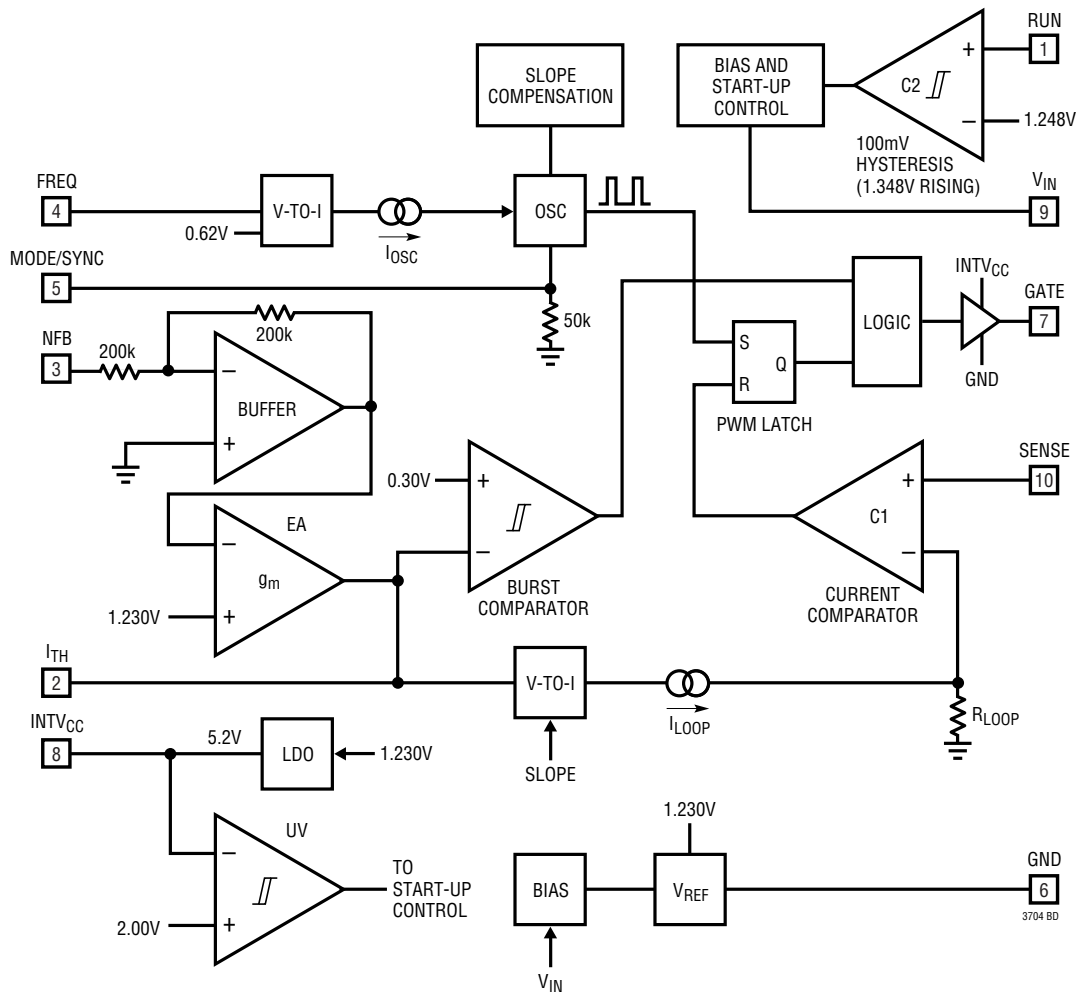 RUN
1
SLOPE
COMPENSATION
BIAS AND
START-UP
CONTROL
+
C2
–
1.248V
100mV
HYSTERESIS
(1.348V RISING)
V_IN
9
FREQ
4
V-TO-I
0.62V
I_OSC
OSC
MODE/SYNC
5
50k
INTV_CC
GATE
LOGIC
7
GND
NFB
3
200k
200k
–
BUFFER
+
S
R
Q
PWM LATCH
SENSE
10
0.30V
+
–
BURST
COMPARATOR
+
C1
–
CURRENT
COMPARATOR
EA
–
g_m
+
1.230V
I_TH
2
V-TO-I
I_LOOP
R_LOOP
SLOPE
INTV_CC
8
5.2V
LDO
1.230V
UV
–
+
2.00V
TO
START-UP
CONTROL
1.230V
BIAS
V_REF
V_IN
GND
6
3704 BD